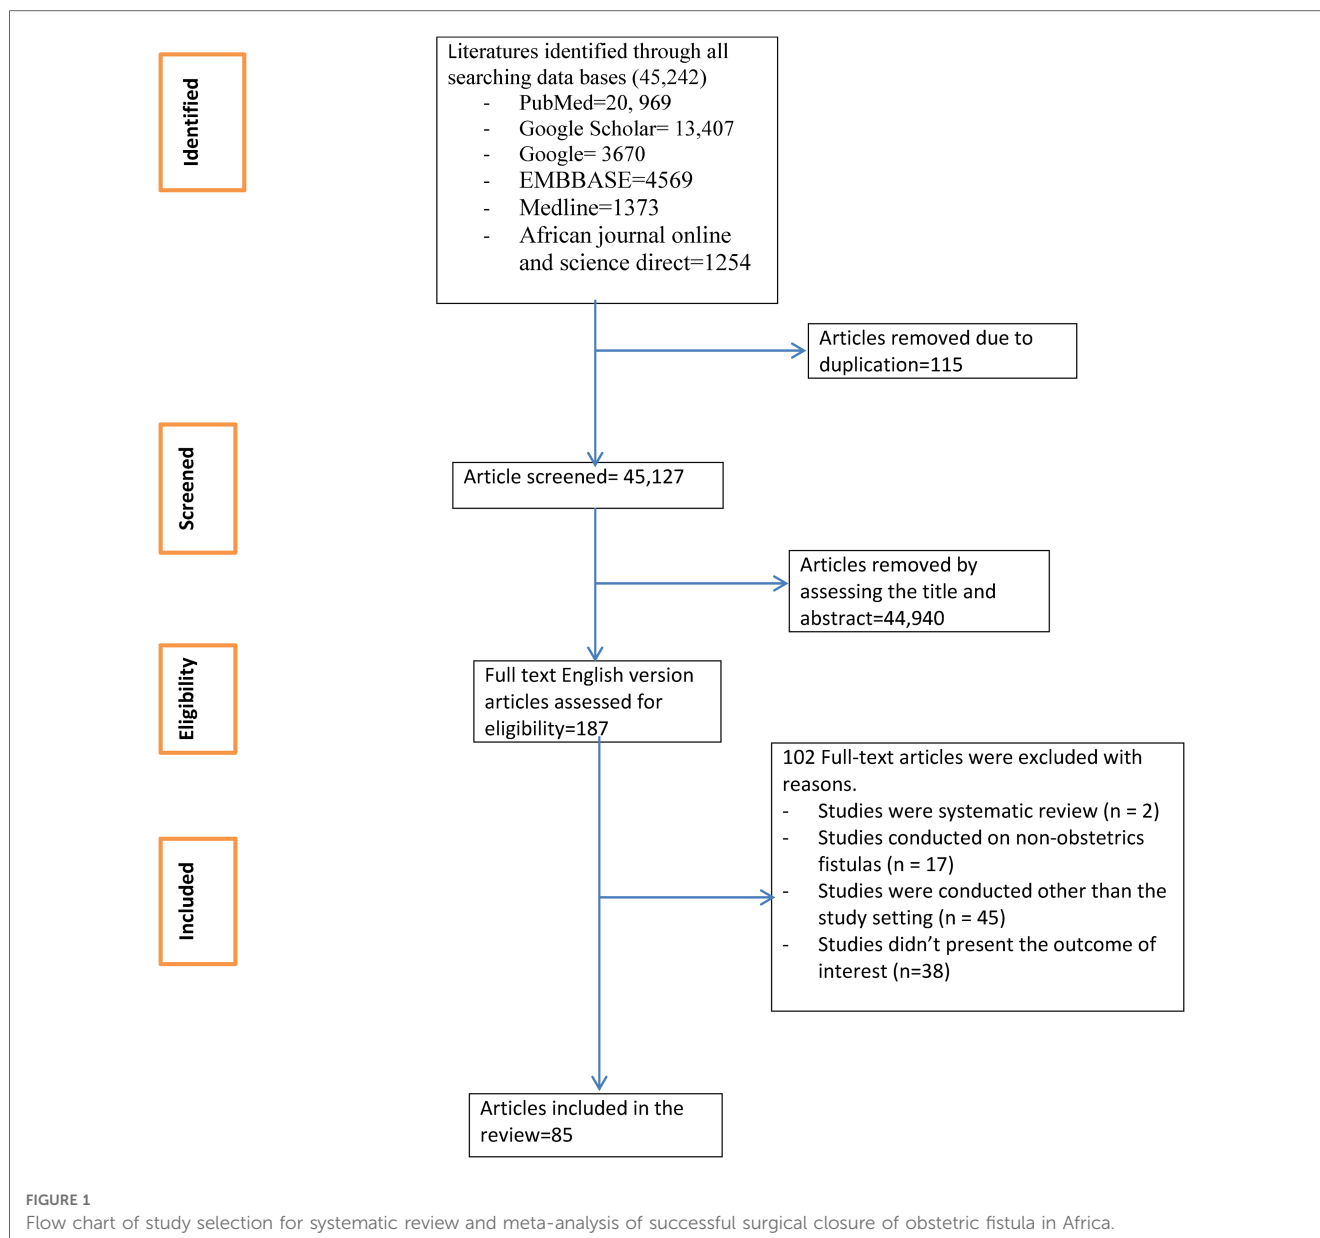 Identified
Literatures identified through all
searching data bases (45,242)
- PubMed=20, 969
- Google Scholar= 13,407
- Google= 3670
- EMBBASE=4569
- Medline=1373
- African journal online
and science direct=1254
Articles removed due to
duplication=115
Screened
Article screened= 45,127
Articles removed by
assessing the title and
abstract=44,940
Eligibility
Full text English version
articles assessed for
eligibility=187
102 Full-text articles were excluded with
reasons.
- Studies were systematic review (n = 2)
- Studies conducted on non-obstetrics
fistulas (n = 17)
- Studies were conducted other than the
study setting (n = 45)
- Studies didn’t present the outcome of
interest (n=38)
Included
Articles included in the
review=85
FIGURE 1
Flow chart of study selection for systematic review and meta-analysis of successful surgical closure of obstetric fistula in Africa.